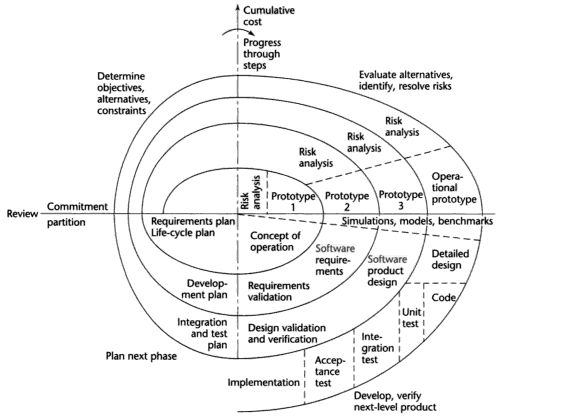 Cumulative
cost
Progress
through
steps
Determine
objectives,
alternatives,
constraints
Evaluate alternatives,
identify, resolve risks
Risk
analysis
Risk
analysis
Risk
analysis
Risk
analysis
Prototype
1
Prototype
2
Prototype
3
Opera-
tional
prototype
Review
Commitment
partition
Requirements plan
Life-cycle plan
Simulations, models, benchmarks
Concept of
operation
Software
require-
ments
Software
product
design
Detailed
design
Develop-
ment plan
Requirements
validation
Code
Unit
test
Integration
and test
plan
Design validation
and verification
Inte-
gration
test
Plan next phase
Accep-
tance
test
Implementation
Develop, verify
next-level product